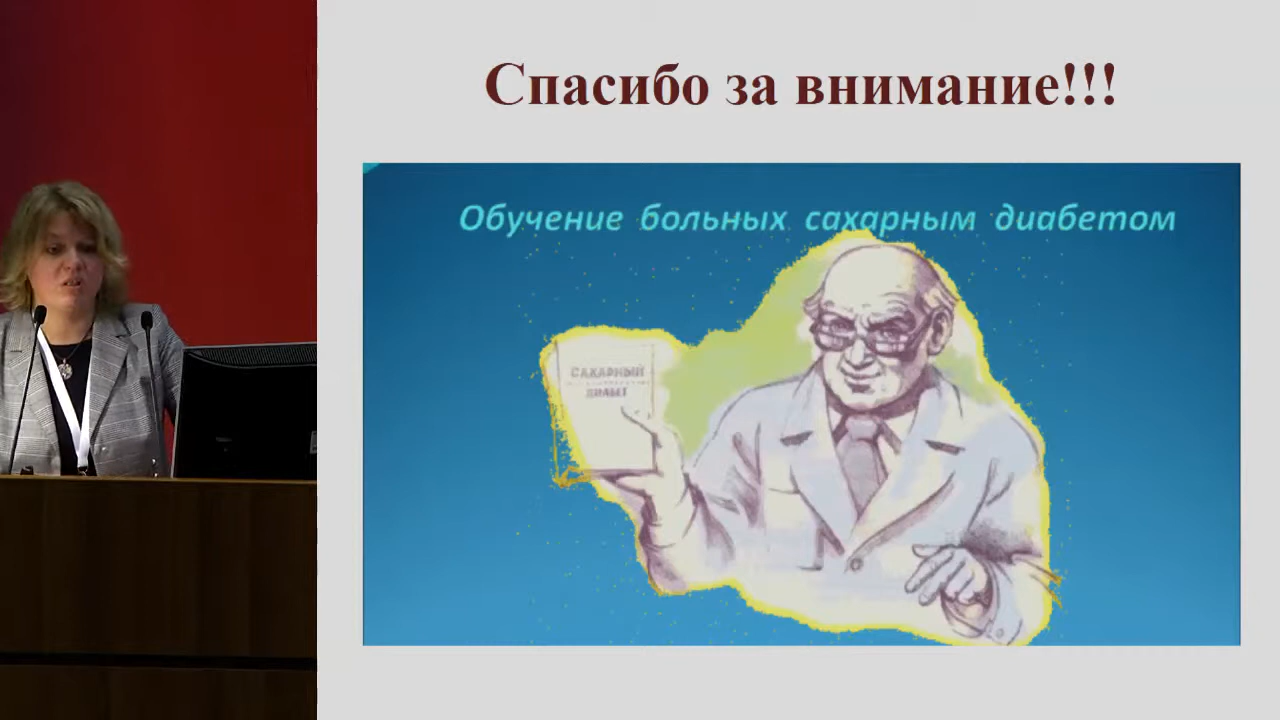 Спасибо за внимание!!!
Обучение больных сахарным диабетом
САХАРНЫЙ
ДИАБЕТ